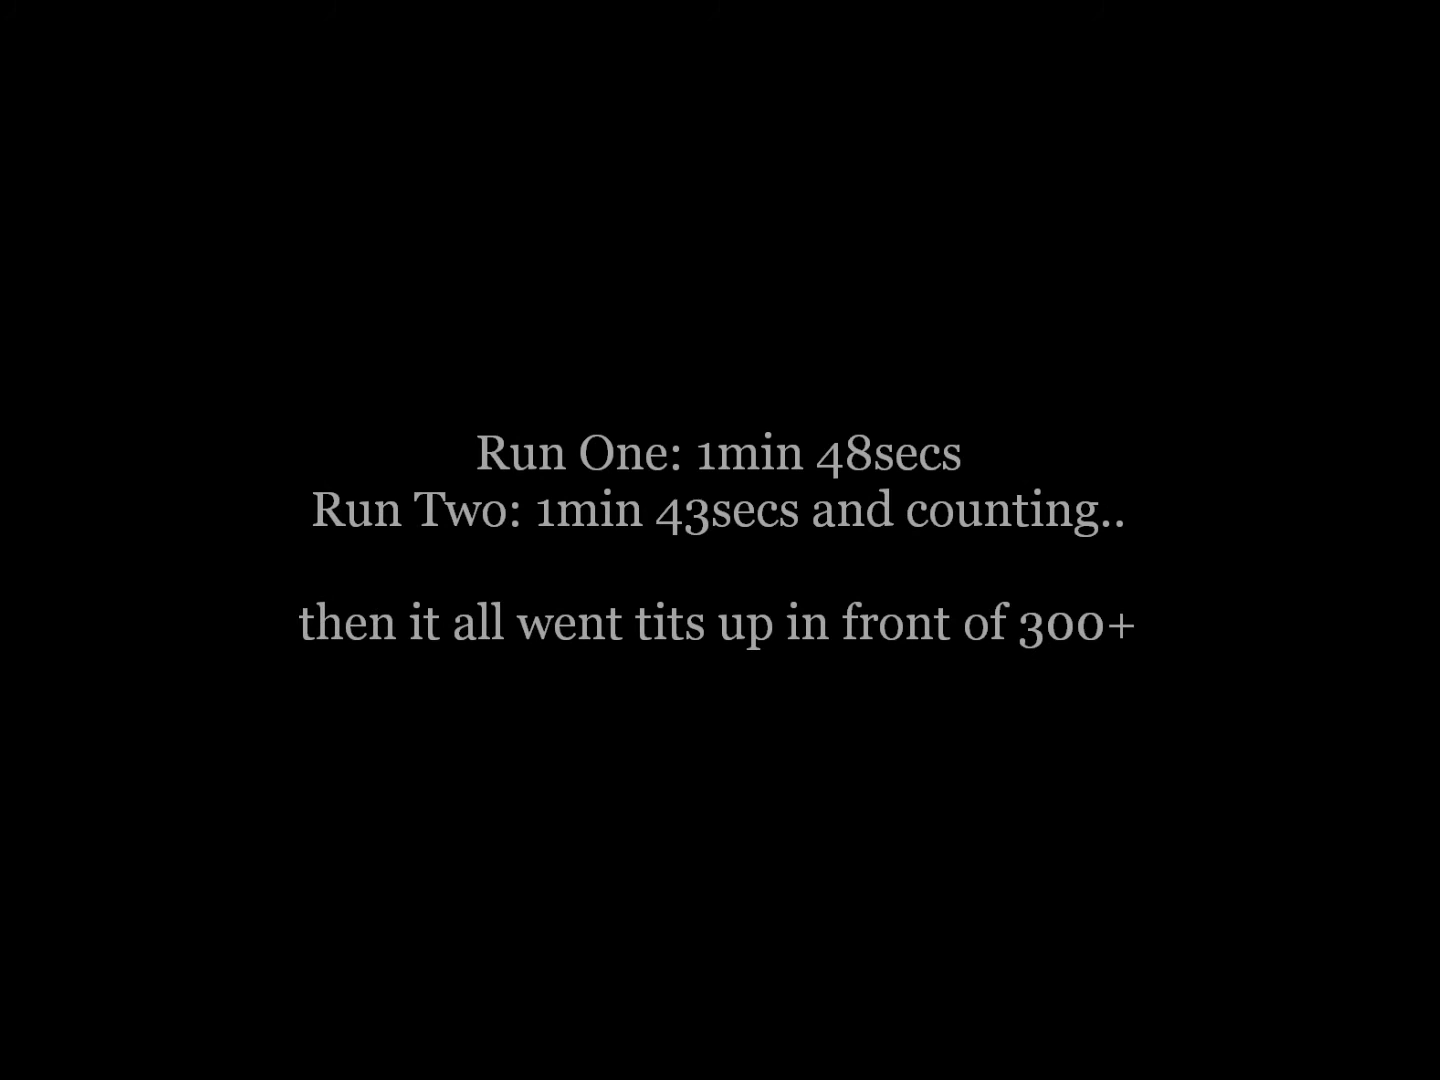 Run One: 1min 48secs
Run Two: 1min 43secs and counting..
then it all went tits up in front of 300+